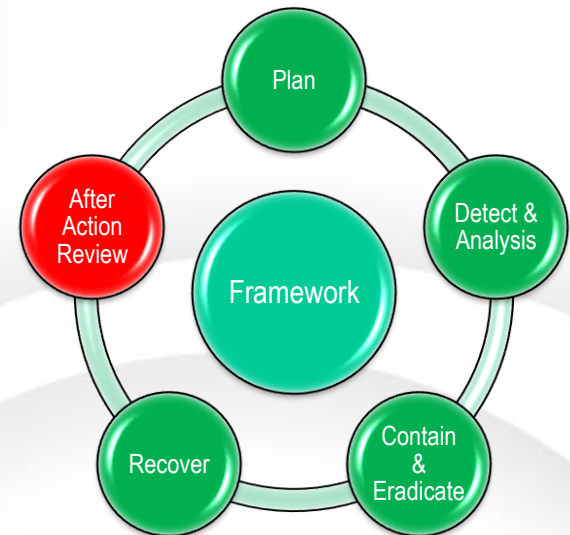 Plan
Detect &
Analysis
Contain
&
Eradicate
Recover
After
Action
Review
Framework